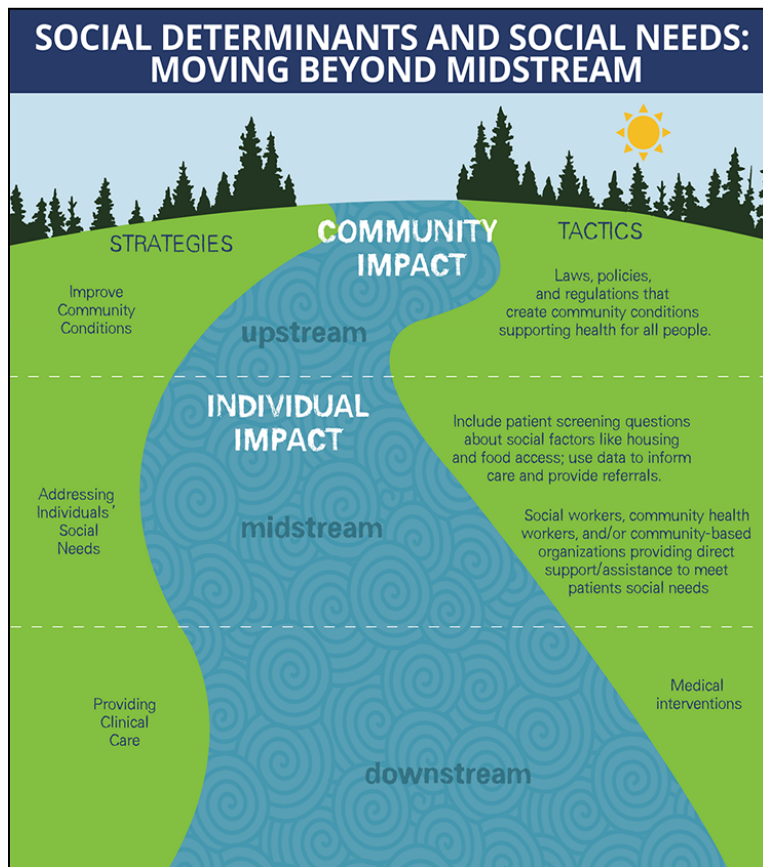 SOCIAL DETERMINANTS AND SOCIAL NEEDS:
MOVING BEYOND MIDSTREAM
STRATEGIES
COMMUNITY
IMPACT
TACTICS
Improve
Community
Conditions
upstream
Laws, policies,
and regulations that
create community conditions
supporting health for all people.
INDIVIDUAL
IMPACT
Addressing
Individuals'
Social
Needs
midstream
Include patient screening questions
about social factors like housing
and food access; use data to inform
care and provide referrals.
Social workers, community health
workers, and/or community-based
organizations providing direct
support/assistance to meet
patients social needs
Providing
Clinical
Care
downstream
Medical
interventions